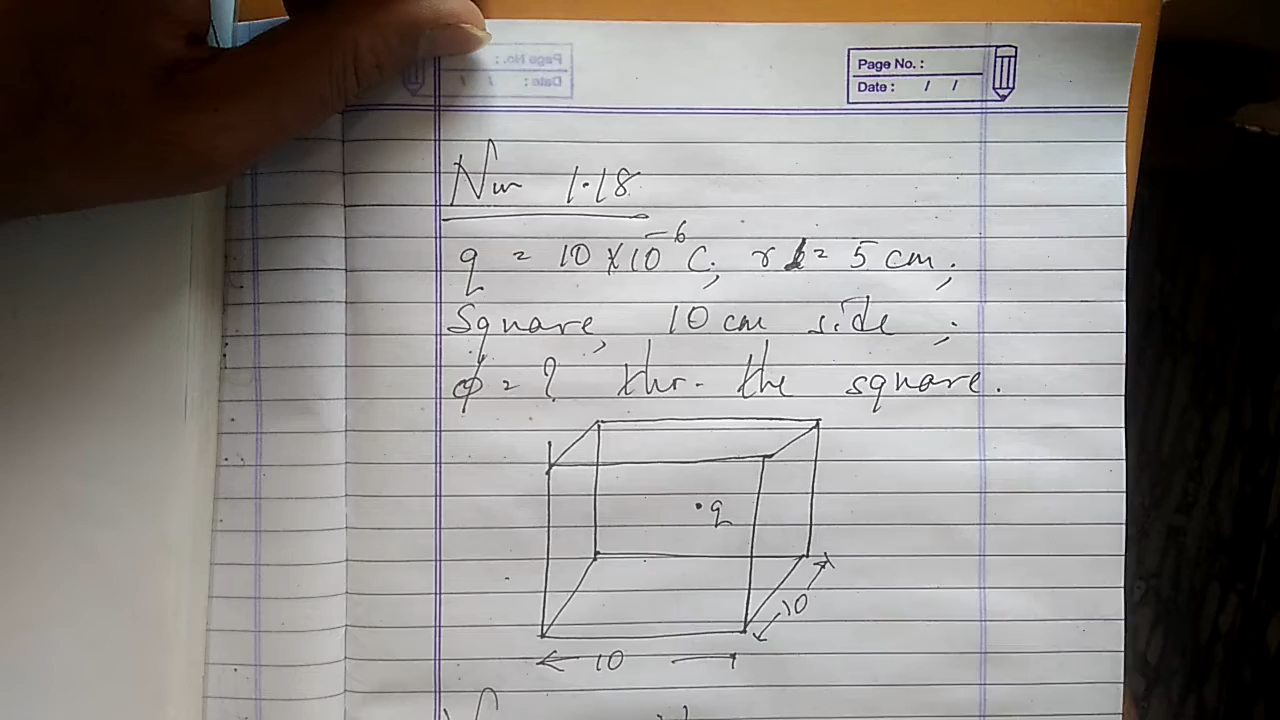 Page No. :
Date : / /
Num 1.18
q = 10 × 10⁻⁶ C; r = 5 cm;
Square, 10 cm side;
φ = ? thr. the square.
q
10
10